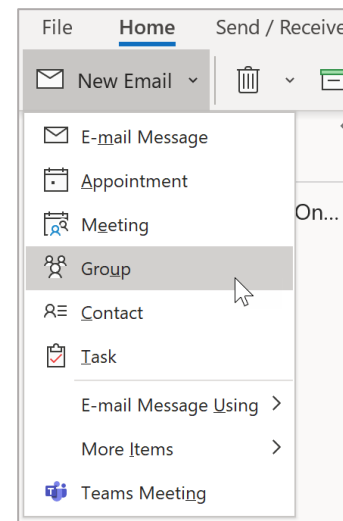 File Home Send / Receive
New Email
E-mail Message
Appointment
On...
Meeting
Group
Contact
Task
E-mail Message Using
More Items
Teams Meeting